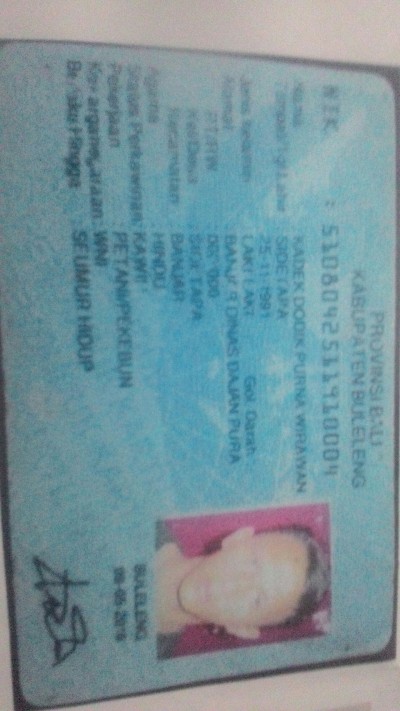 PROVINSI BALI
KABUPATEN BULELENG
NIK : 5108042511910004
Nama : KADEK DODIK PURNA WIRAWAN
Tempat/Tgl Lahir : SIDETAPA
25-11-1991
Jenis Kelamin : LAKI-LAKI Gol. Darah
Alamat : BANJAR DINAS DAJAN PURA
RT/RW : 000/000
Kel/Desa : SIDETAPA
Kecamatan : BANJAR
Agama : HINDU
Status Perkawinan : KAWIN
Pekerjaan : PETANI/PEKEBUN
Kewarganegaraan : WNI
Berlaku Hingga : SEUMUR HIDUP
BULELENG